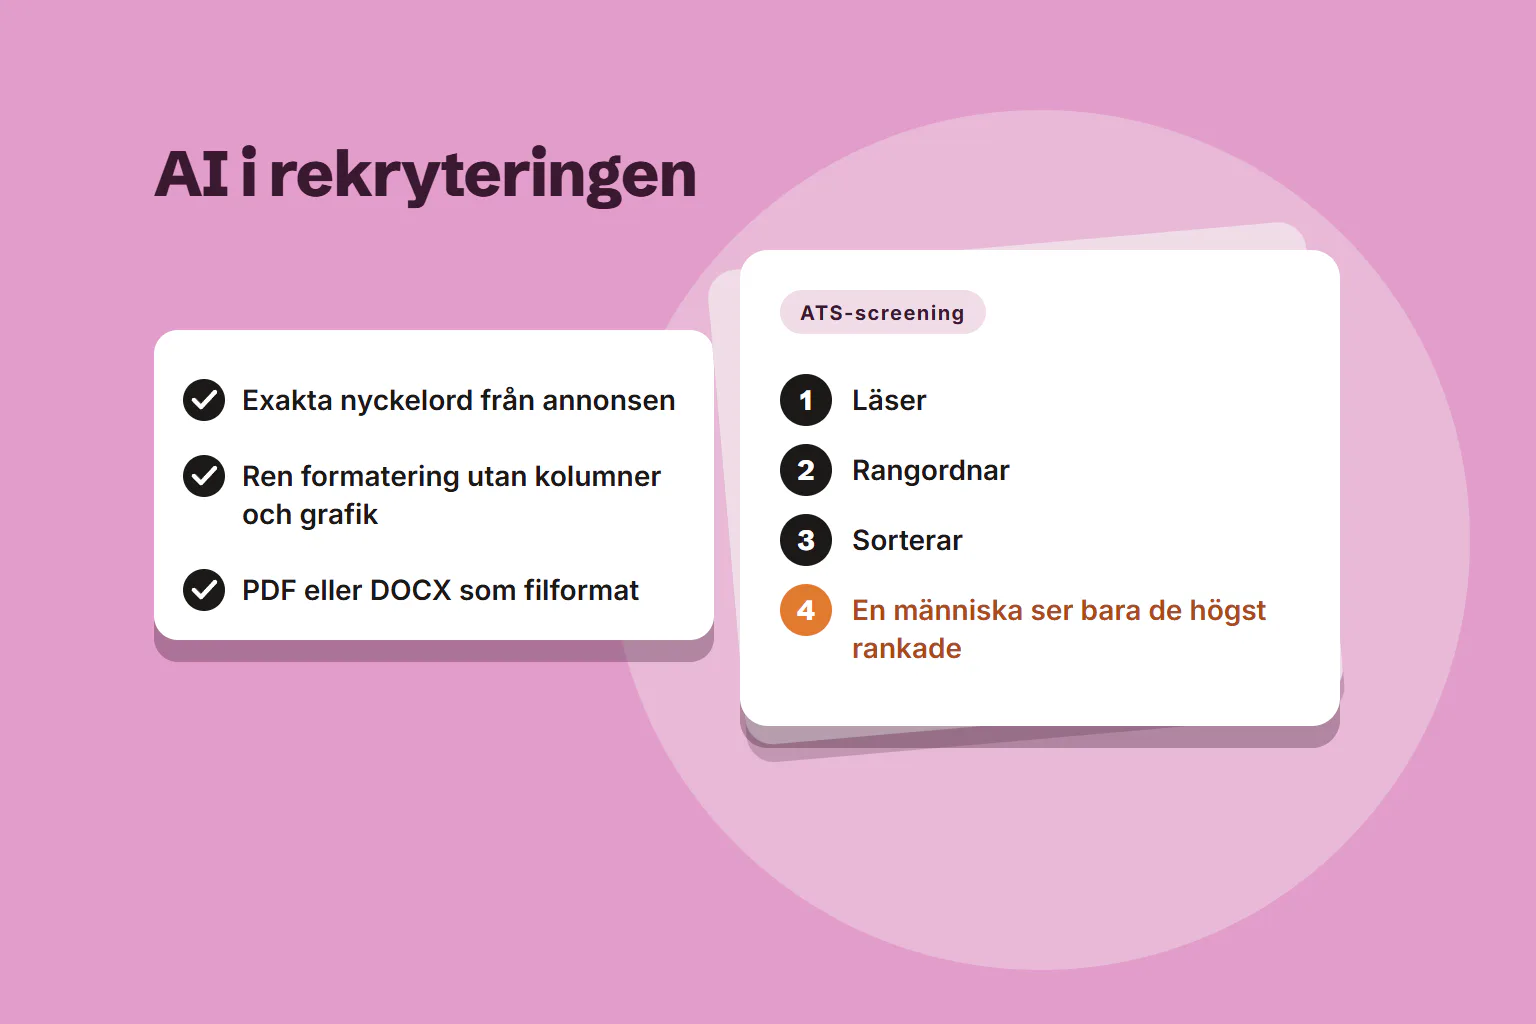 AI i rekryteringen
Exakta nyckelord från annonsen
Ren formatering utan kolumner
och grafik
PDF eller DOCX som filformat
ATS-screening
1 Läser
2 Rangordnar
3 Sorterar
4 En människa ser bara de högst
rankade